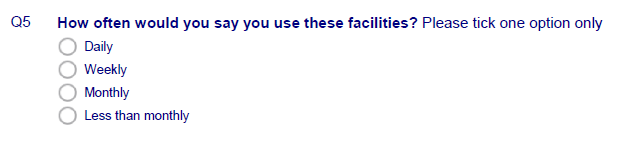 Q5 How often would you say you use these facilities? Please tick one option only
Daily
Weekly
Monthly
Less than monthly